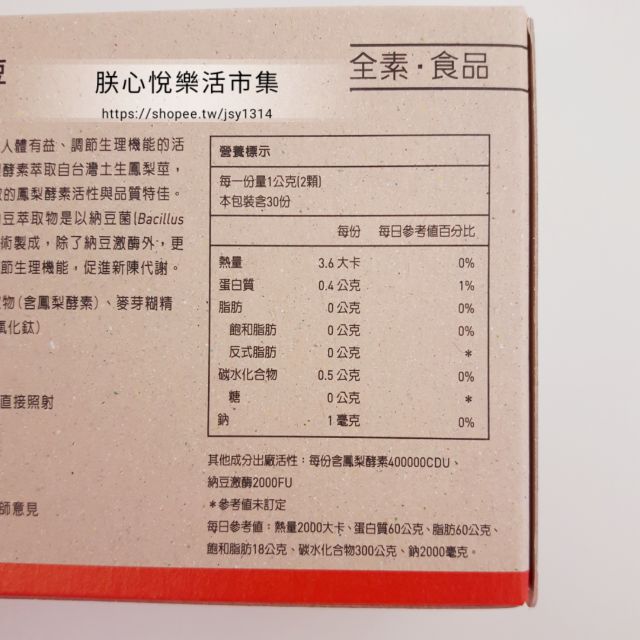 全素·食品
朕心悅樂活市集
https://shopee.tw/jsy1314
人體有益、調節生理機能的活
酵素萃取自台灣土生鳳梨莖，
的鳳梨酵素活性與品質特佳。
豆萃取物是以納豆菌(Bacillus
術製成，除了納豆激酶外，更
節生理機能，促進新陳代謝。
物(含鳳梨酵素)、麥芽糊精
氧化鈦)
直接照射
師意見
營養標示
每一份量1公克(2顆)
本包裝含30份
每份 每日參考值百分比
熱量 3.6 大卡 0%
蛋白質 0.4 公克 1%
脂肪 0 公克 0%
飽和脂肪 0 公克 0%
反式脂肪 0 公克 *
碳水化合物 0.5 公克 0%
糖 0 公克 *
鈉 1 毫克 0%
其他成分出廠活性：每份含鳳梨酵素400000CDU、
納豆激酶2000FU
*參考值未訂定
每日參考值：熱量2000大卡、蛋白質60公克、脂肪60公克、
飽和脂肪18公克、碳水化合物300公克、鈉2000毫克。